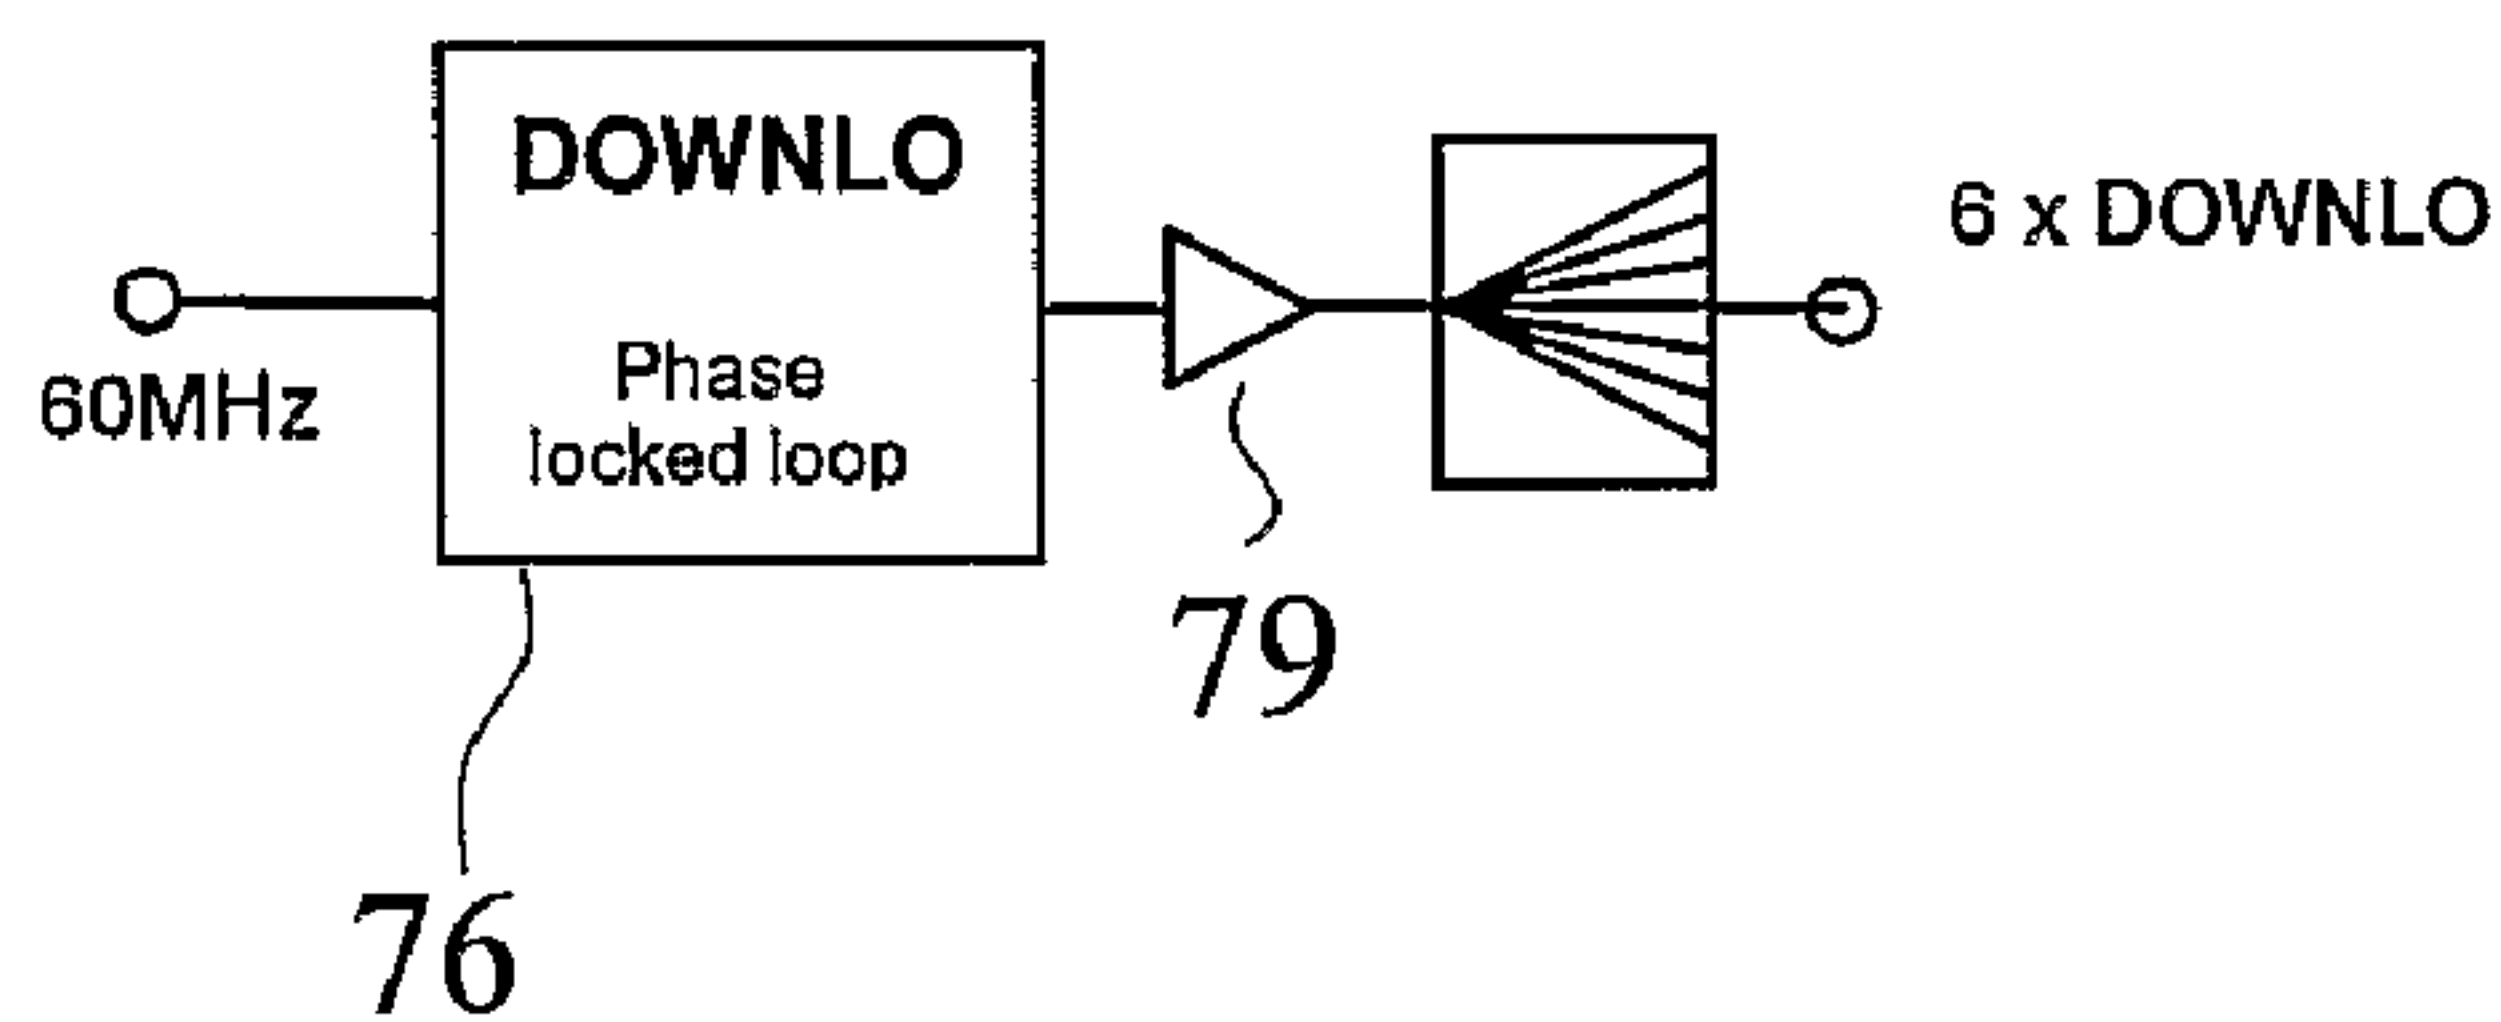 DOWNLO
6 x DOWNLO
60MHz
Phase
locked loop
79
76